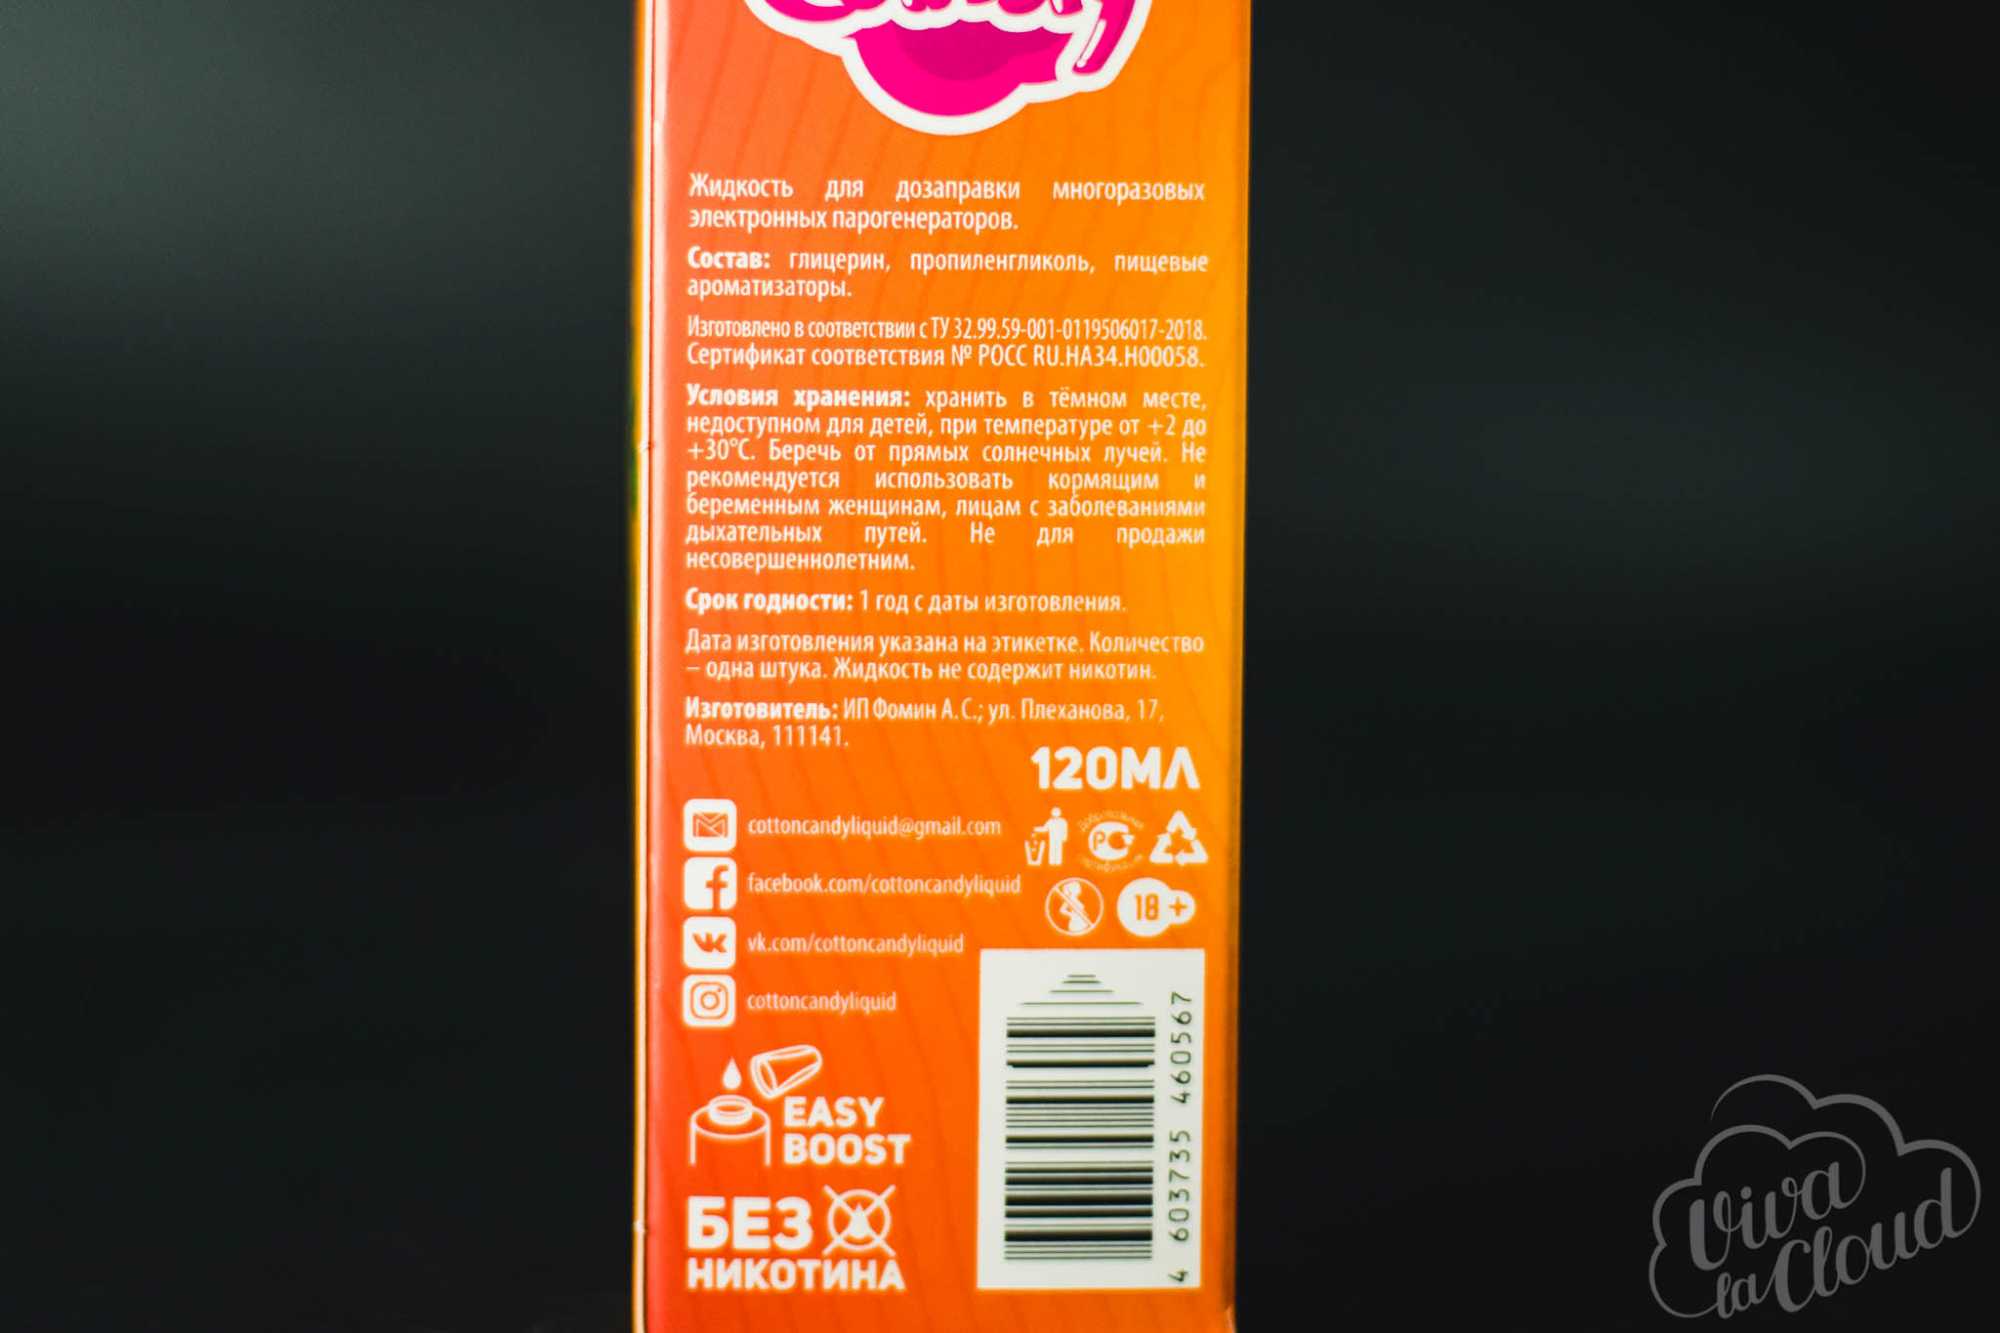 Жидкость для дозаправки многоразовых
электронных парогенераторов.
Состав: глицерин, пропиленгликоль, пищевые
ароматизаторы.
Изготовлено в соответствии с ТУ 32.99.59-001-0119506017-2018.
Сертификат соответствия № РОСС RU.НА34.Н00058.
Условия хранения: хранить в тёмном месте,
недоступном для детей, при температуре от +2 до
+30°С. Беречь от прямых солнечных лучей. Не
рекомендуется использовать кормящим и
беременным женщинам, лицам с заболеваниями
дыхательных путей. Не для продажи
несовершеннолетним.
Срок годности: 1 год с даты изготовления.
Дата изготовления указана на этикетке. Количество
– одна штука. Жидкость не содержит никотин.
Изготовитель: ИП Фомин А.С.; ул. Плеханова, 17,
Москва, 111141.
120МЛ
cottoncandyliquid@gmail.com
facebook.com/cottoncandyliquid
vk.com/cottoncandyliquid
cottoncandyliquid
18+
EASY
BOOST
БЕЗ
НИКОТИНА
4 603735 460567
Viva
la Cloud